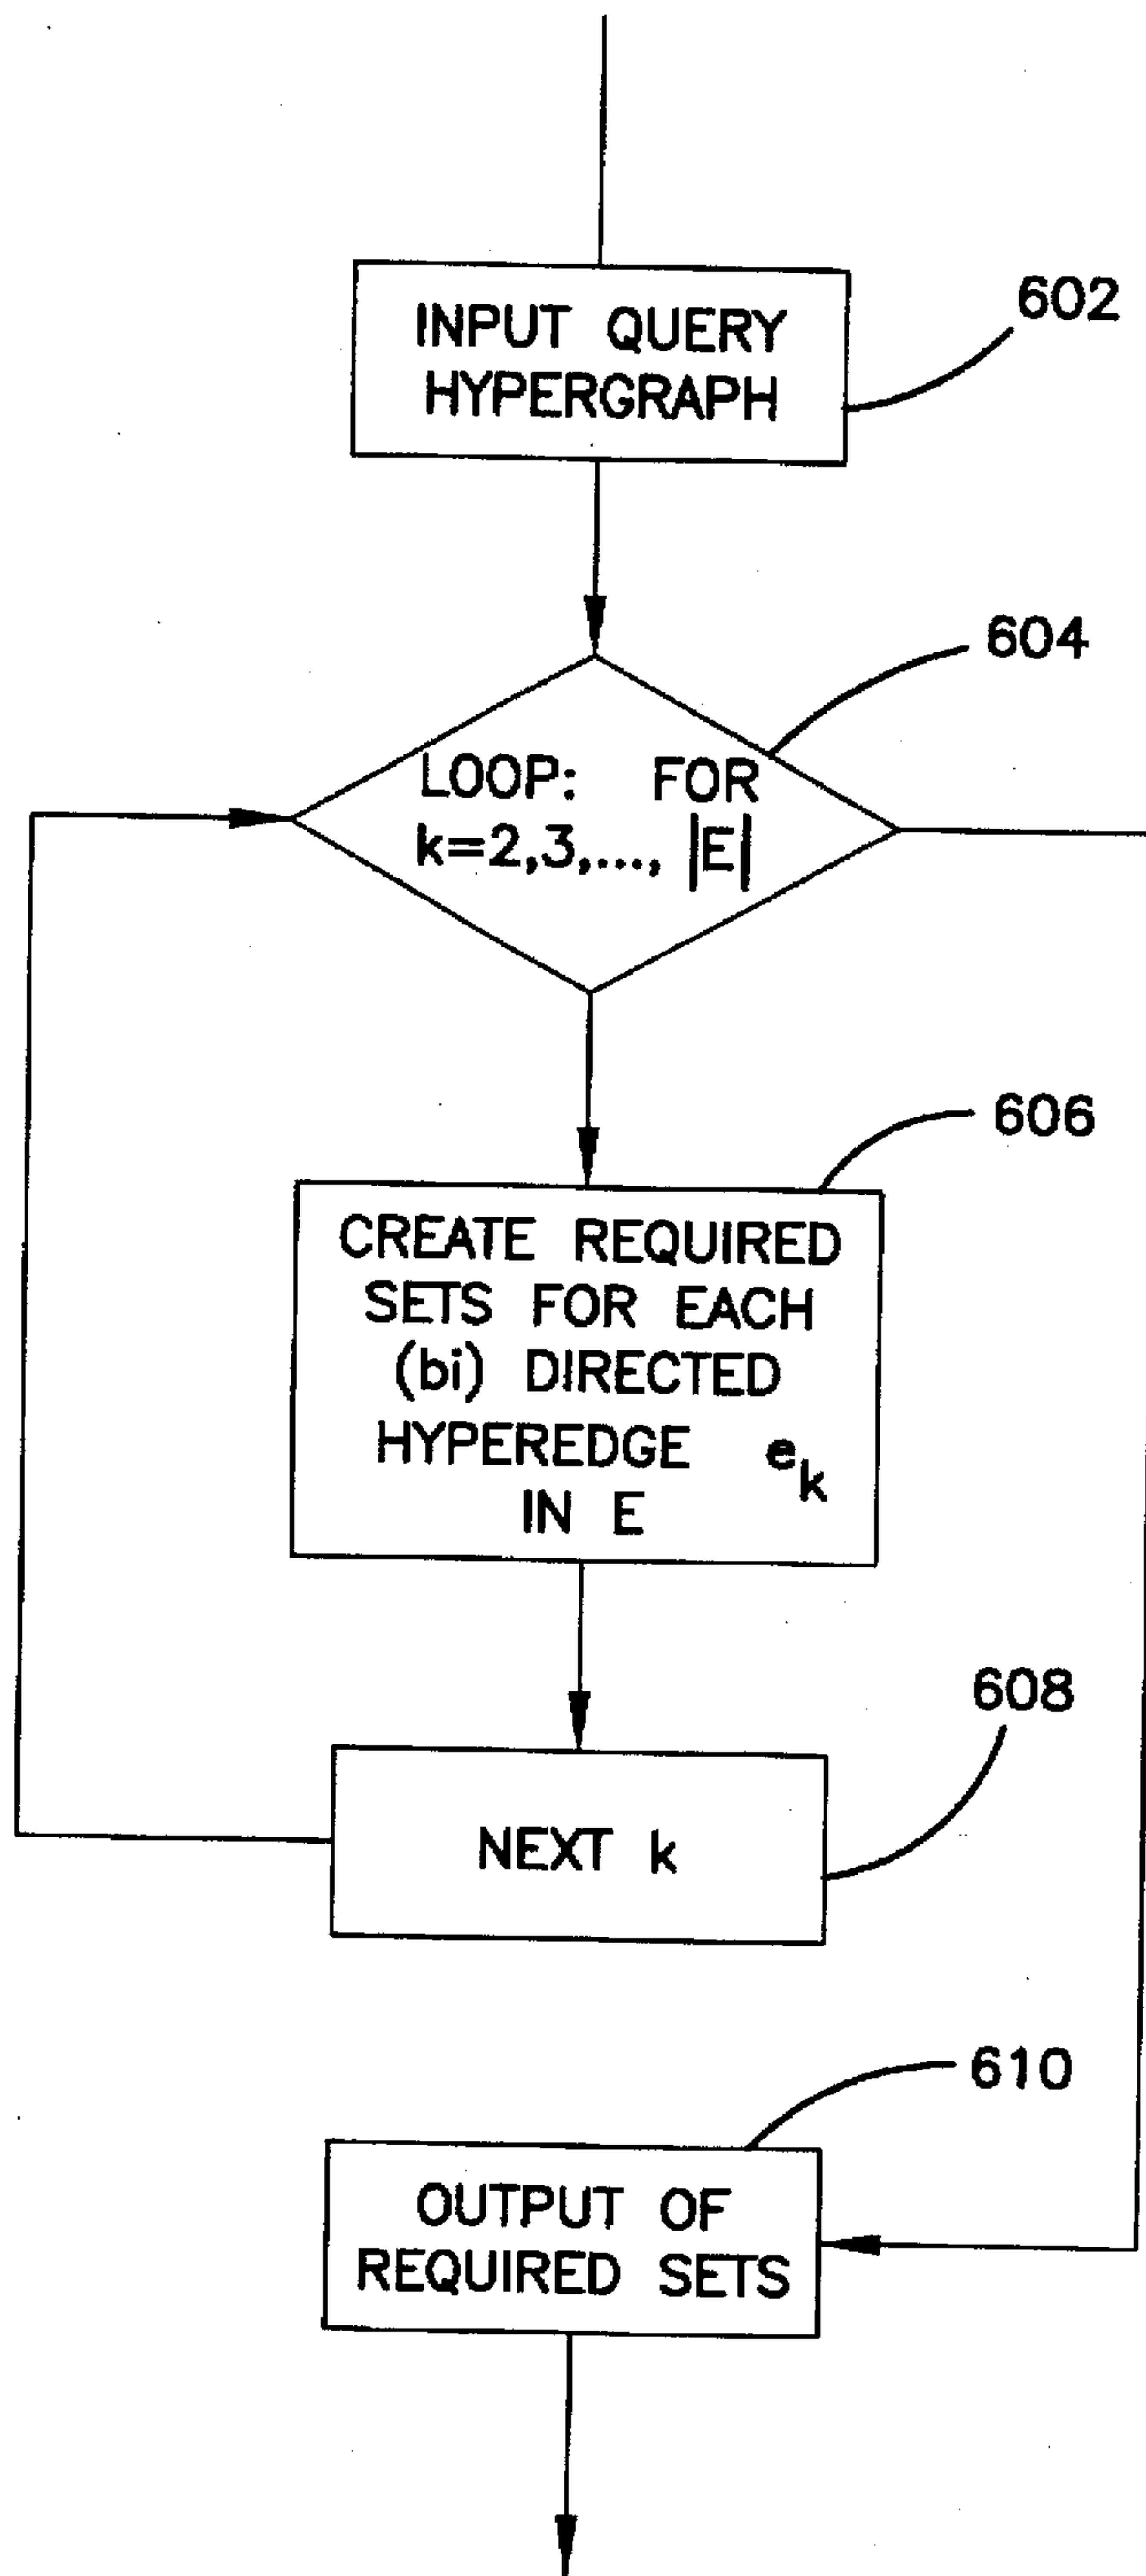 INPUT QUERY
HYPERGRAPH
602
604
LOOP: FOR
k=2,3,..., |E|
606
CREATE REQUIRED
SETS FOR EACH
(bi) DIRECTED
HYPEREDGE e_k
IN E
608
NEXT k
610
OUTPUT OF
REQUIRED SETS